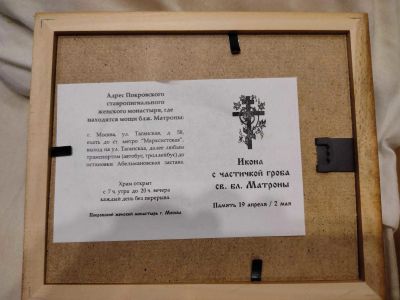 Адрес Покровского
ставропигиального
женского монастыря, где
находятся мощи блж. Матроны:
г. Москва, ул. Таганская, д. 58,
ехать до ст. метро "Марксистская",
выход на ул. Таганская, далее любым
транспортом (автобус, троллейбус) до
остановки Абельмановская застава.
Храм открыт
с 7 ч. утра до 20 ч. вечера
каждый день без перерыва.
Покровский женский монастырь г. Москва
Икона
с частичкой гроба
св. бл. Матроны
Память 19 апреля / 2 мая